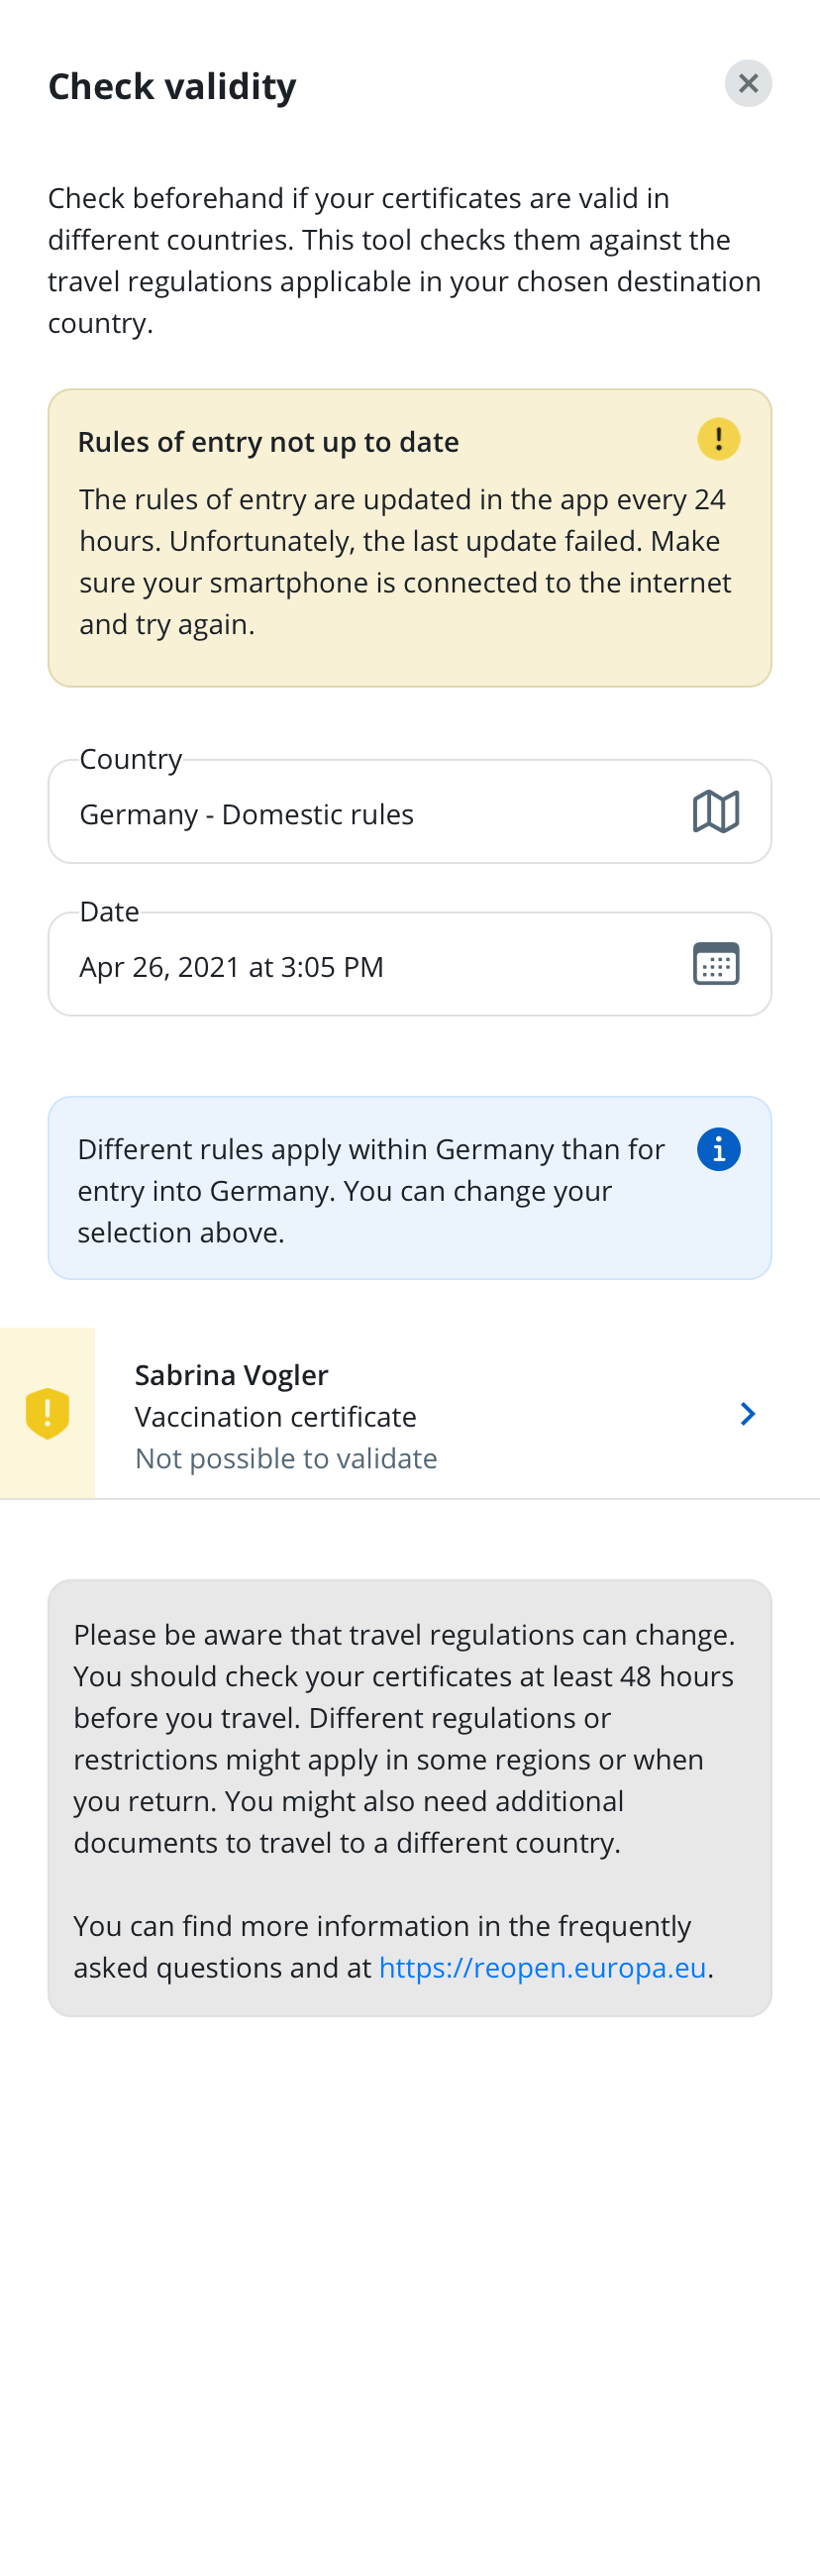 Check validity
Check beforehand if your certificates are valid in
different countries. This tool checks them against the
travel regulations applicable in your chosen destination
country.
Rules of entry not up to date
The rules of entry are updated in the app every 24
hours. Unfortunately, the last update failed. Make
sure your smartphone is connected to the internet
and try again.
Country
Germany - Domestic rules
Date
Apr 26, 2021 at 3:05 PM
Different rules apply within Germany than for
entry into Germany. You can change your
selection above.
Sabrina Vogler
Vaccination certificate
Not possible to validate
Please be aware that travel regulations can change.
You should check your certificates at least 48 hours
before you travel. Different regulations or
restrictions might apply in some regions or when
you return. You might also need additional
documents to travel to a different country.
You can find more information in the frequently
asked questions and at https://reopen.europa.eu.